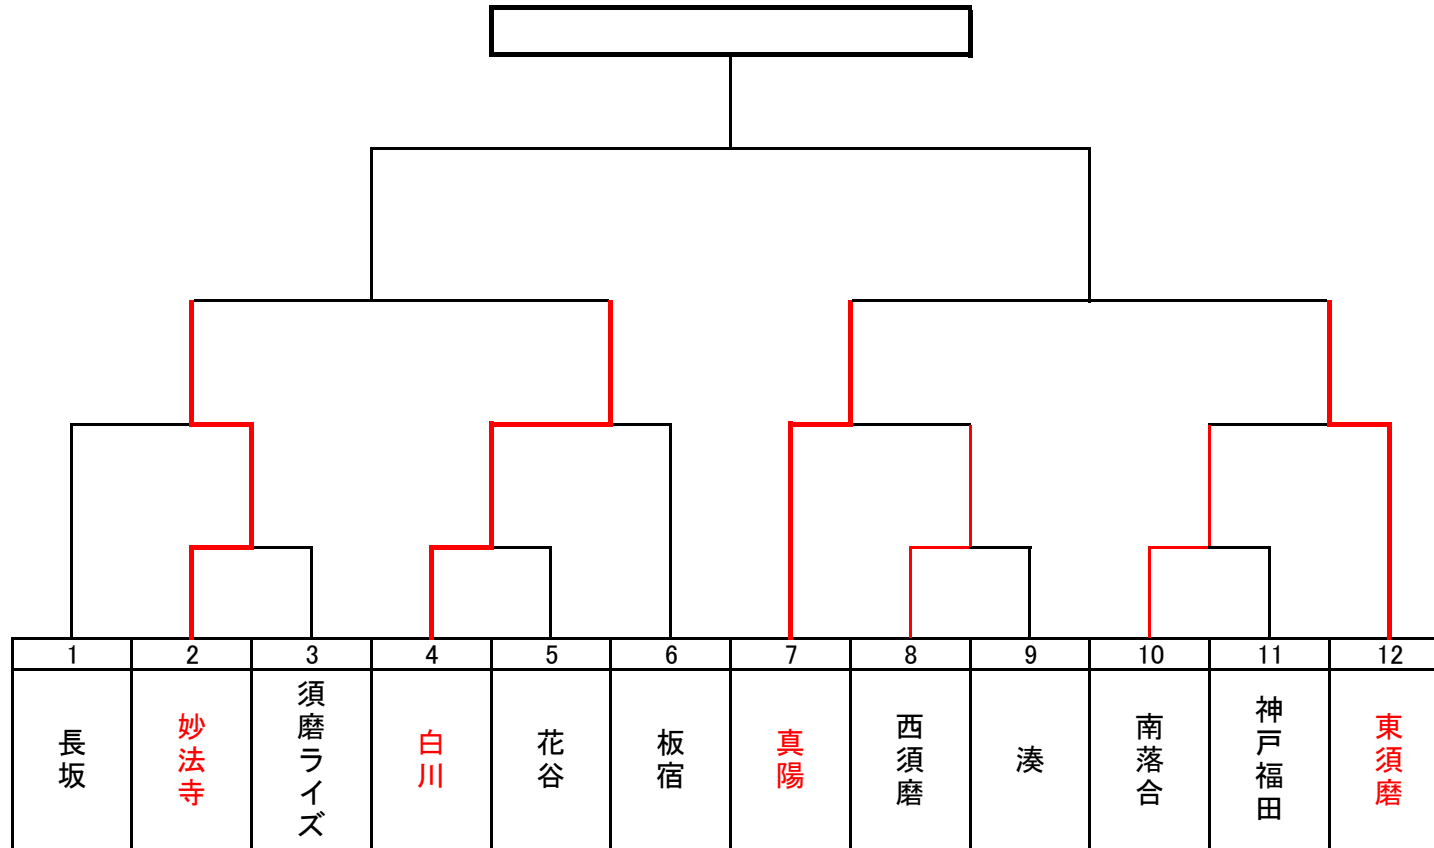 1 2 3 4 5 6 7 8 9 10 11 12
長坂
妙法寺
須磨ライズ
白川
花谷
板宿
真陽
西須磨
湊
南落合
神戸福田
東須磨